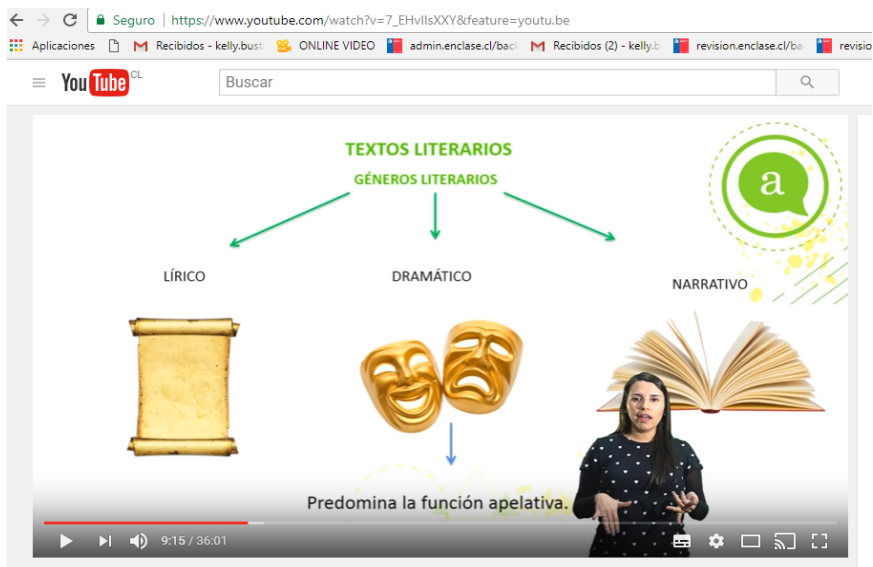 Seguro | https://www.youtube.com/watch?v=7_EHvIlsXXY&feature=youtu.be
Aplicaciones Recibidos - kelly.bust ONLINE VIDEO admin.enclase.cl/back Recibidos (2) - kelly.b revision.enclase.cl/ba revisio
YouTube CL Buscar
TEXTOS LITERARIOS
GÉNEROS LITERARIOS
a
LÍRICO DRAMÁTICO NARRATIVO
Predomina la función apelativa.
9:15 / 36:01